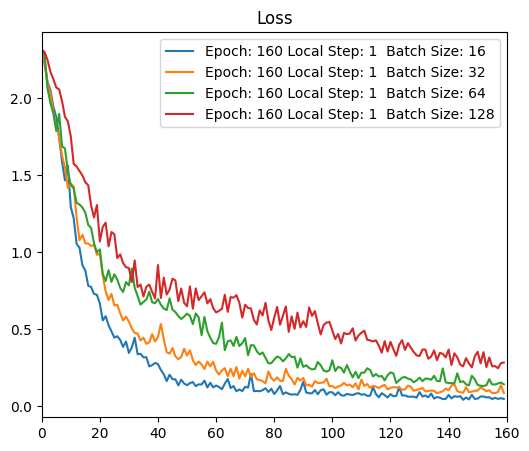 Loss
Epoch: 160 Local Step: 1  Batch Size: 16
Epoch: 160 Local Step: 1  Batch Size: 32
Epoch: 160 Local Step: 1  Batch Size: 64
Epoch: 160 Local Step: 1  Batch Size: 128
2.0
1.5
1.0
0.5
0.0
0 20 40 60 80 100 120 140 160